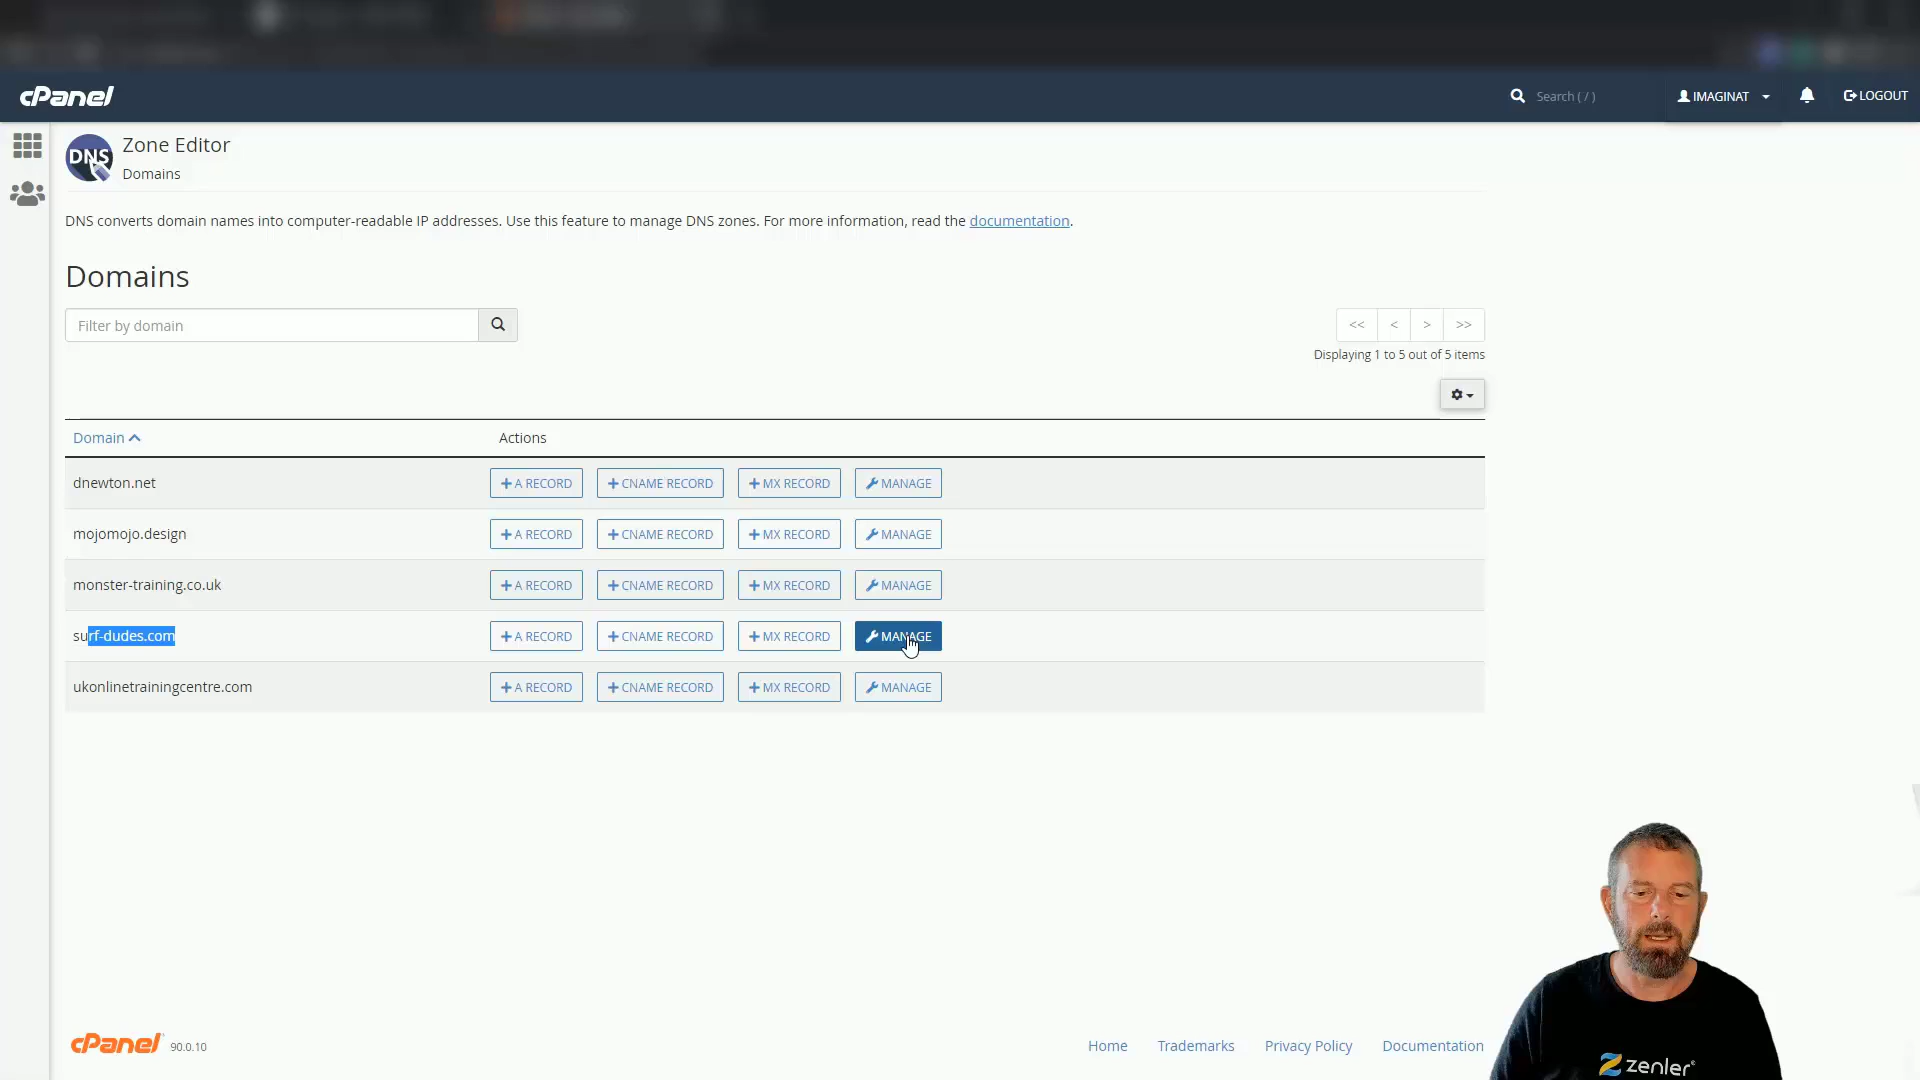 cPanel
Search ( / )
IMAGINAT
LOGOUT
DNS
Zone Editor
Domains
DNS converts domain names into computer-readable IP addresses. Use this feature to manage DNS zones. For more information, read the documentation.
Domains
Filter by domain
<< < > >>
Displaying 1 to 5 out of 5 items
Domain Actions
dnewton.net A RECORD CNAME RECORD MX RECORD MANAGE
mojomojo.design A RECORD CNAME RECORD MX RECORD MANAGE
monster-training.co.uk A RECORD CNAME RECORD MX RECORD MANAGE
surf-dudes.com A RECORD CNAME RECORD MX RECORD MANAGE
ukonlinetrainingcentre.com A RECORD CNAME RECORD MX RECORD MANAGE
cPanel 90.0.10
Home Trademarks Privacy Policy Documentation
zenler